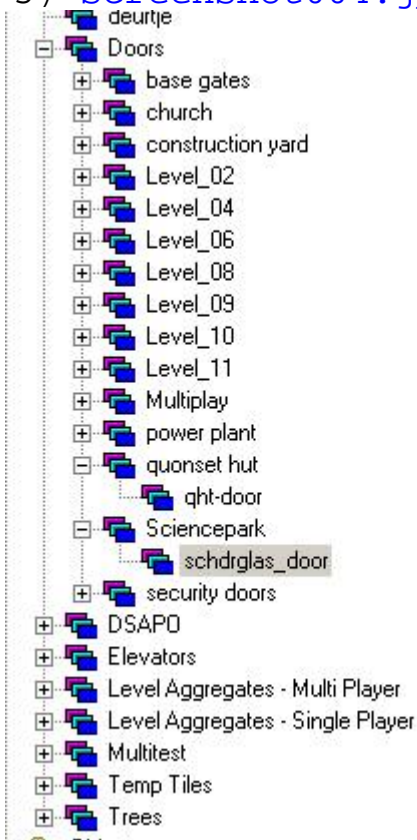 deurtje
Doors
base gates
church
construction yard
Level_02
Level_04
Level_06
Level_08
Level_09
Level_10
Level_11
Multiplay
power plant
quonset hut
qht-door
Sciencepark
schdrglas_door
security doors
DSAPO
Elevators
Level Aggregates - Multi Player
Level Aggregates - Single Player
Multitest
Temp Tiles
Trees